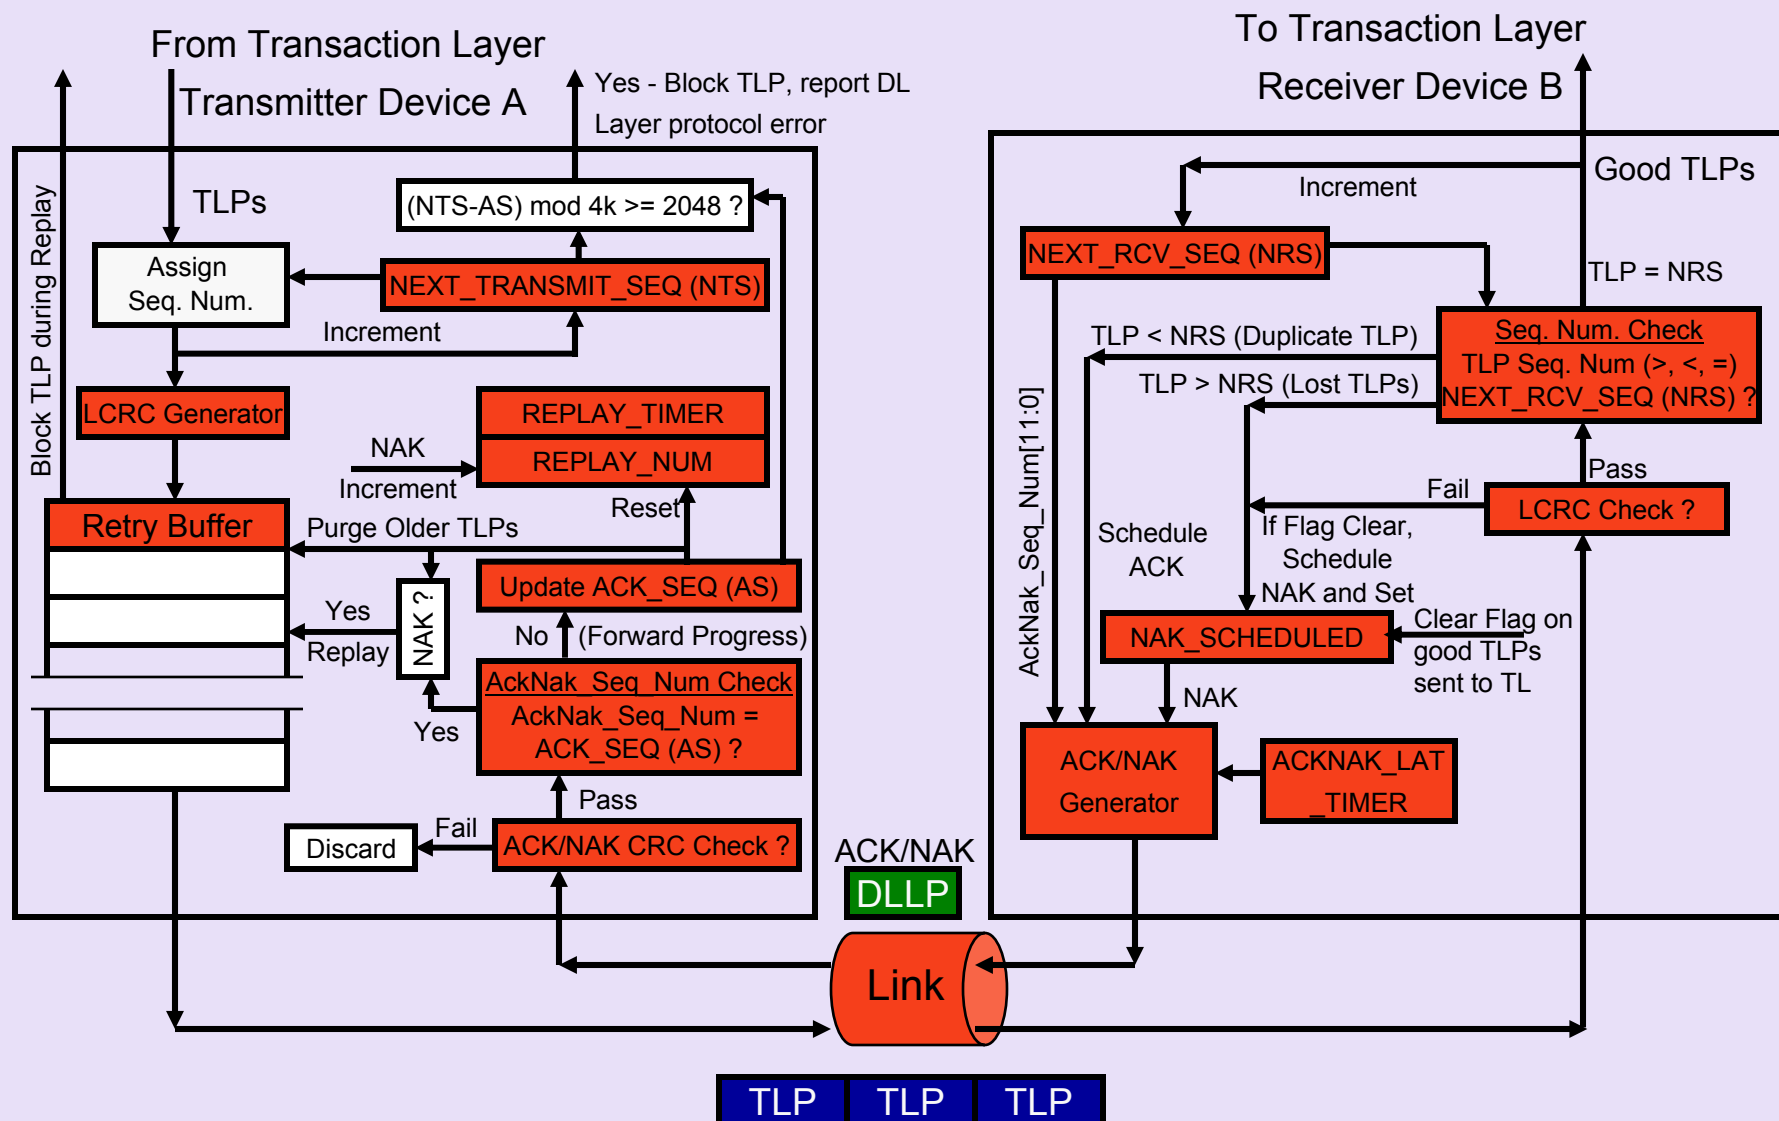 From Transaction Layer
Transmitter Device A
Yes - Block TLP, report DL
Layer protocol error
Block TLP during Replay
TLPs
(NTS-AS) mod 4k >= 2048 ?
Assign
Seq. Num.
NEXT_TRANSMIT_SEQ (NTS)
Increment
LCRC Generator
REPLAY_TIMER
REPLAY_NUM
NAK
Increment
Reset
Retry Buffer
Purge Older TLPs
Update ACK_SEQ (AS)
NAK ?
Yes
Replay
No
(Forward Progress)
AckNak_Seq_Num Check
AckNak_Seq_Num =
ACK_SEQ (AS) ?
Yes
Pass
Discard
Fail
ACK/NAK CRC Check ?
ACK/NAK
DLLP
Link
TLP
TLP
TLP
To Transaction Layer
Receiver Device B
Good TLPs
Increment
NEXT_RCV_SEQ (NRS)
TLP = NRS
Seq. Num. Check
TLP Seq. Num (>, <, =)
NEXT_RCV_SEQ (NRS) ?
TLP < NRS (Duplicate TLP)
TLP > NRS (Lost TLPs)
AckNak_Seq_Num[11:0]
Pass
Fail
LCRC Check ?
Schedule
ACK
If Flag Clear,
Schedule
NAK and Set
NAK_SCHEDULED
Clear Flag on
good TLPs
sent to TL
NAK
ACK/NAK
Generator
ACKNAK_LAT
_TIMER